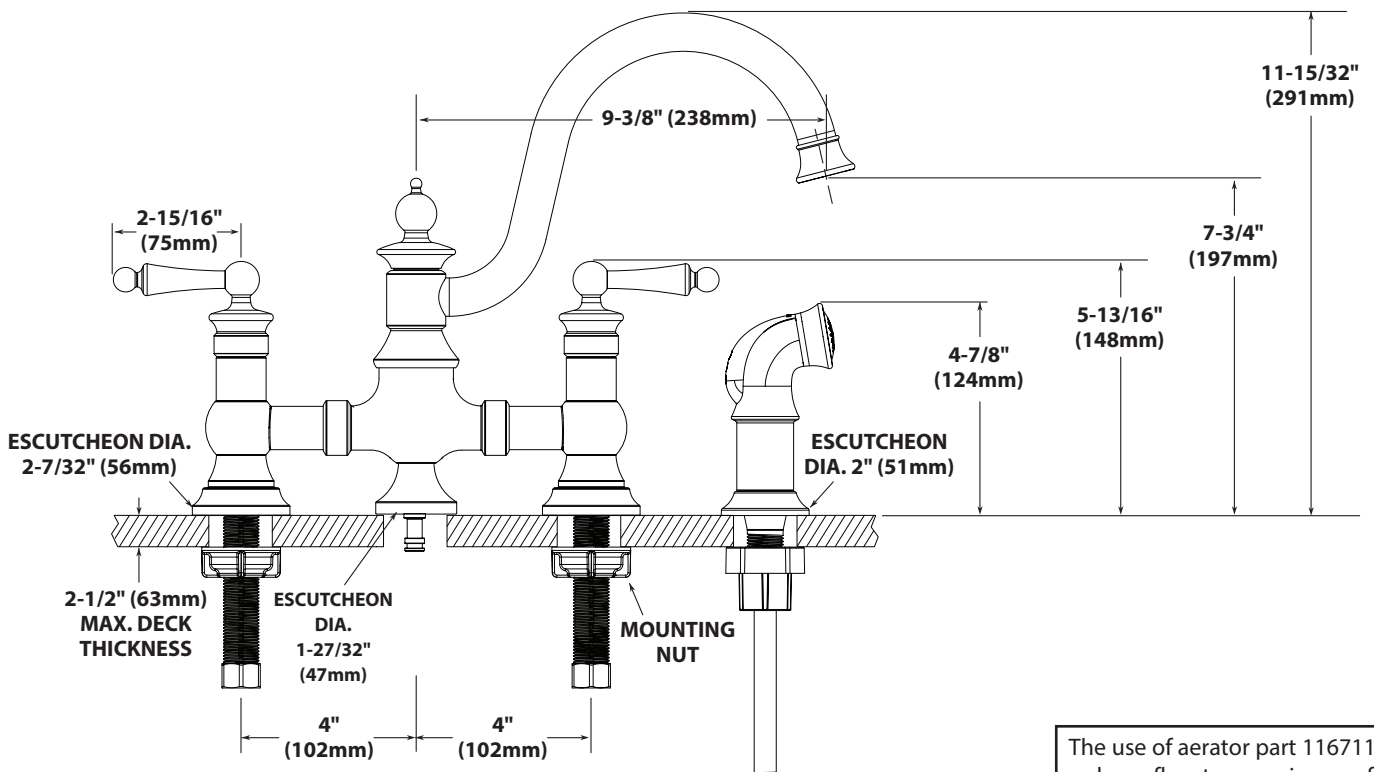 11-15/32"
(291mm)
9-3/8" (238mm)
2-15/16"
(75mm)
7-3/4"
(197mm)
5-13/16"
(148mm)
4-7/8"
(124mm)
ESCUTCHEON DIA.
2-7/32" (56mm)
ESCUTCHEON
DIA. 2" (51mm)
2-1/2" (63mm)
MAX. DECK
THICKNESS
ESCUTCHEON
DIA.
1-27/32"
(47mm)
MOUNTING
NUT
4"
(102mm)
4"
(102mm)
The use of aerator part 116711